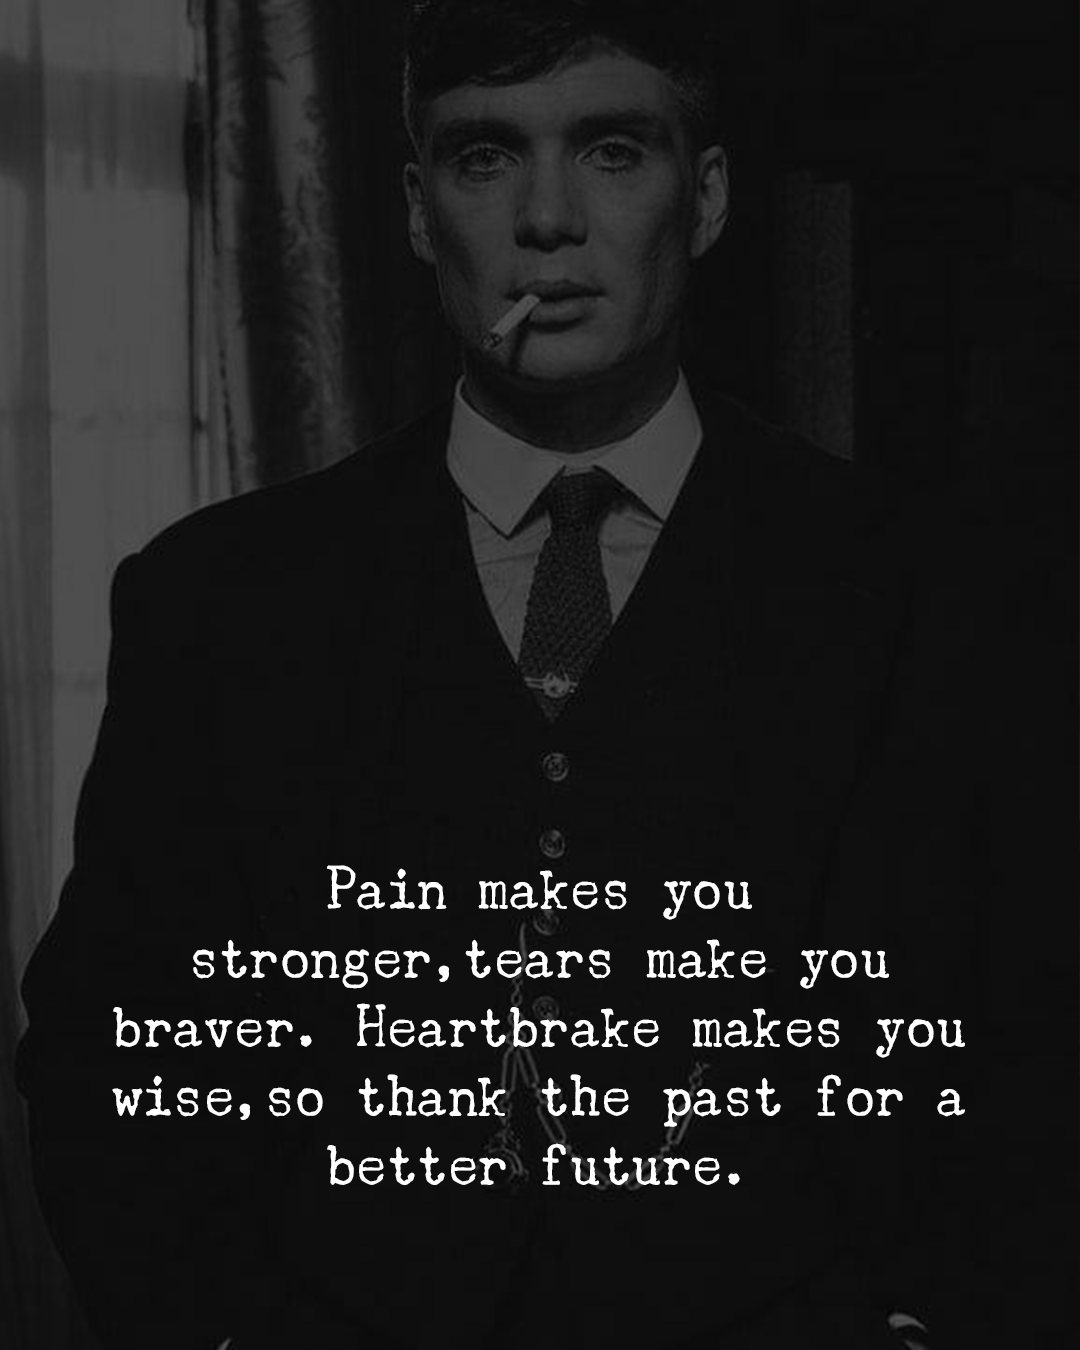 Pain makes you
stronger,tears make you
braver. Heartbrake makes you
wise,so thank the past for a
better future.